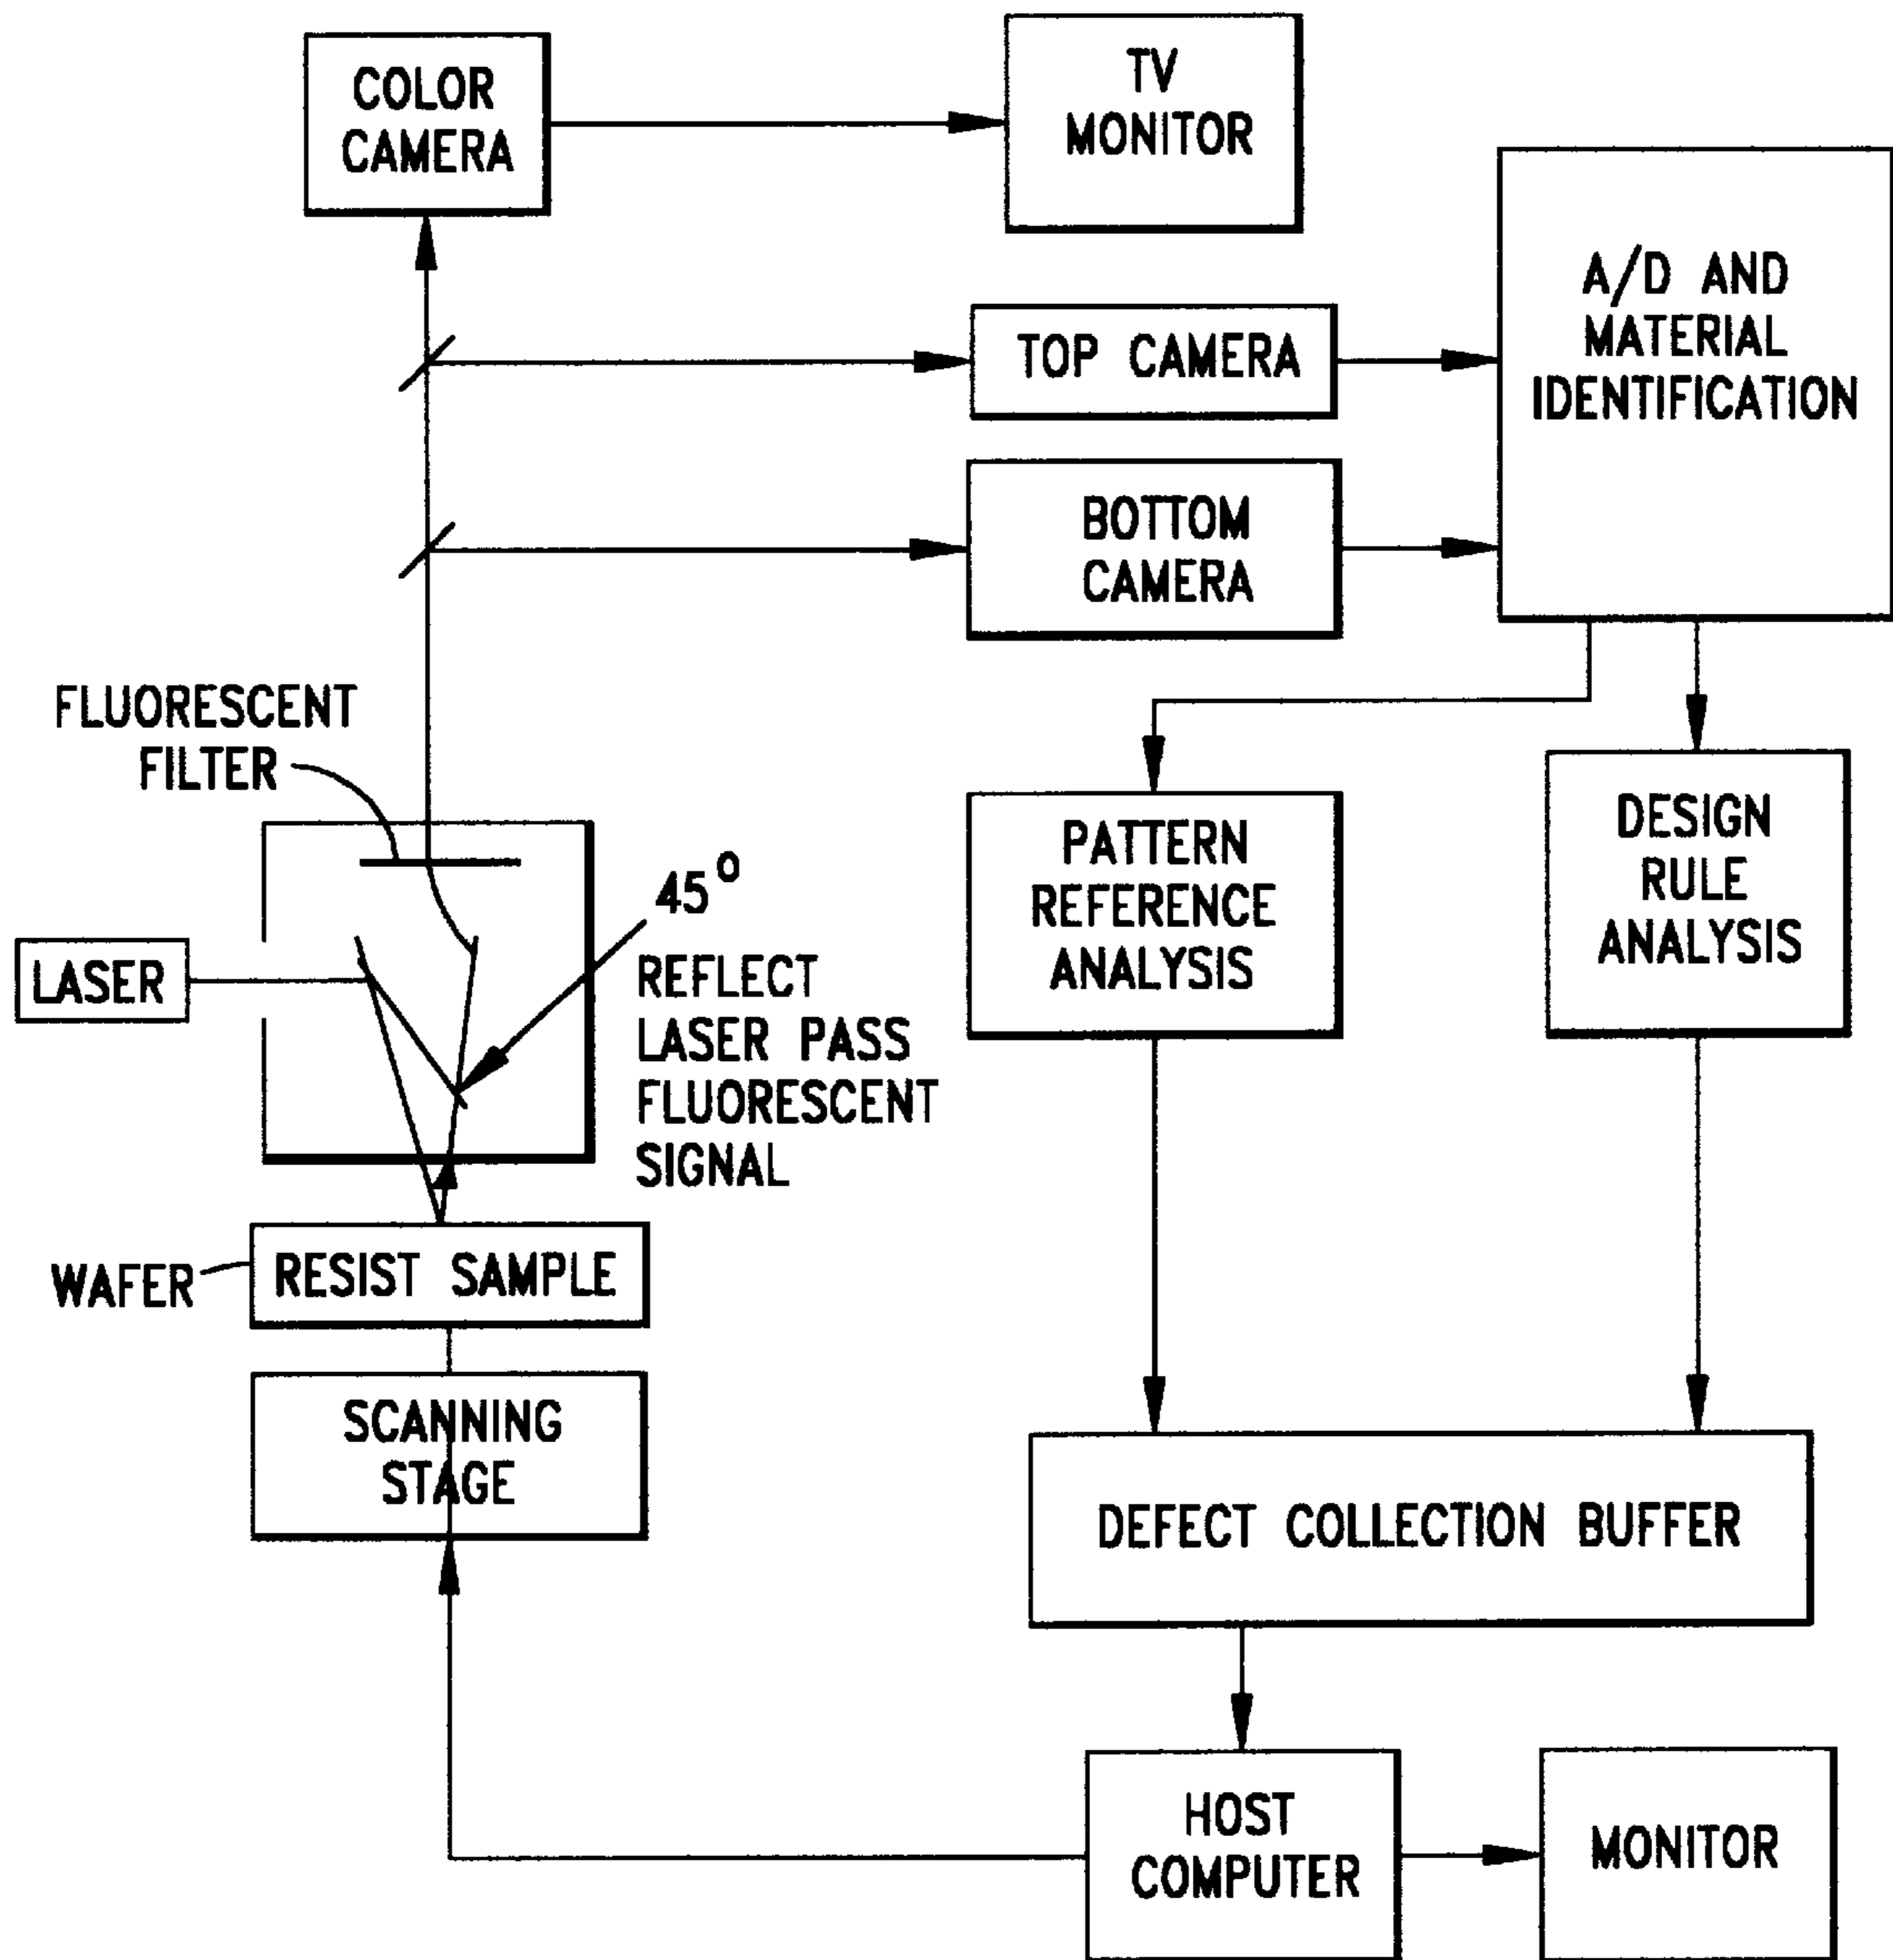 COLOR
CAMERA
TV
MONITOR
A/D AND
MATERIAL
IDENTIFICATION
TOP CAMERA
BOTTOM
CAMERA
FLUORESCENT
FILTER
45°
REFLECT
LASER PASS
FLUORESCENT
SIGNAL
LASER
PATTERN
REFERENCE
ANALYSIS
DESIGN
RULE
ANALYSIS
WAFER
RESIST SAMPLE
SCANNING
STAGE
DEFECT COLLECTION BUFFER
HOST
COMPUTER
MONITOR